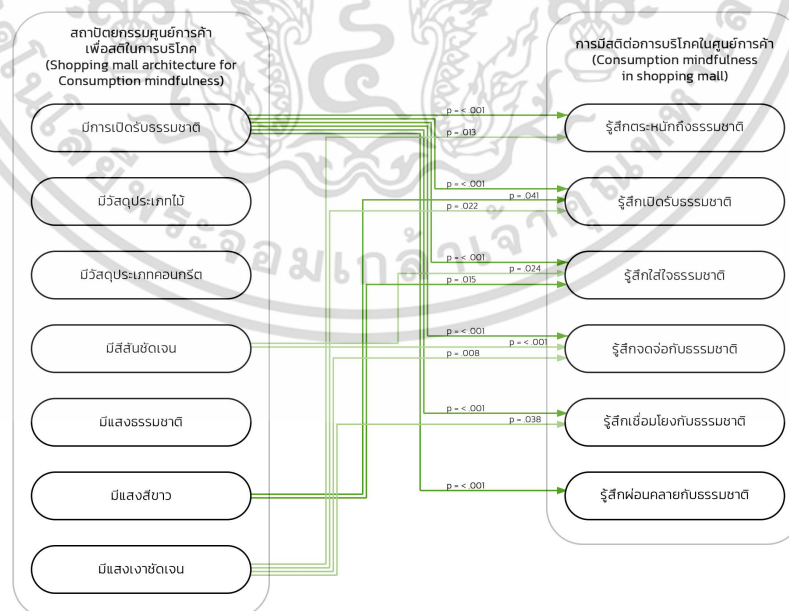 สถาปัตยกรรมศูนย์การค้า
เพื่อสติในการบริโภค
(Shopping mall architecture for
Consumption mindfulness)
มีการเปิดรับธรรมชาติ
มีวัสดุประเภทไม้
มีวัสดุประเภทคอนกรีต
มีสีสันชัดเจน
มีแสงธรรมชาติ
มีแสงสีขาว
มีแสงเงาชัดเจน
p = < .001
p = .013
p = < .001
p = .041
p = .022
p = < .001
p = .024
p = .015
p = < .001
p = < .001
p = .008
p = < .001
p = .038
p = < .001
การมีสติต่อการบริโภคในศูนย์การค้า
(Consumption mindfulness
in shopping mall)
รู้สึกตระหนักถึงธรรมชาติ
รู้สึกเปิดรับธรรมชาติ
รู้สึกใส่ใจธรรมชาติ
รู้สึกจดจ่อกับธรรมชาติ
รู้สึกเชื่อมโยงกับธรรมชาติ
รู้สึกผ่อนคลายกับธรรมชาติ